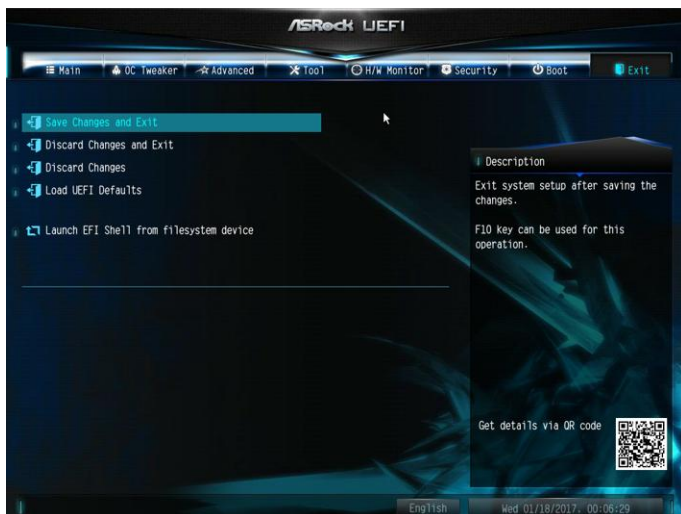 ASRock UEFI
Main OC Tweaker Advanced Tool H/W Monitor Security Boot Exit
Save Changes and Exit
Discard Changes and Exit
Discard Changes
Load UEFI Defaults
Launch EFI Shell from filesystem device
Description
Exit system setup after saving the
changes.
F10 key can be used for this
operation.
Get details via QR code
English Wed 01/18/2017, 00:06:29